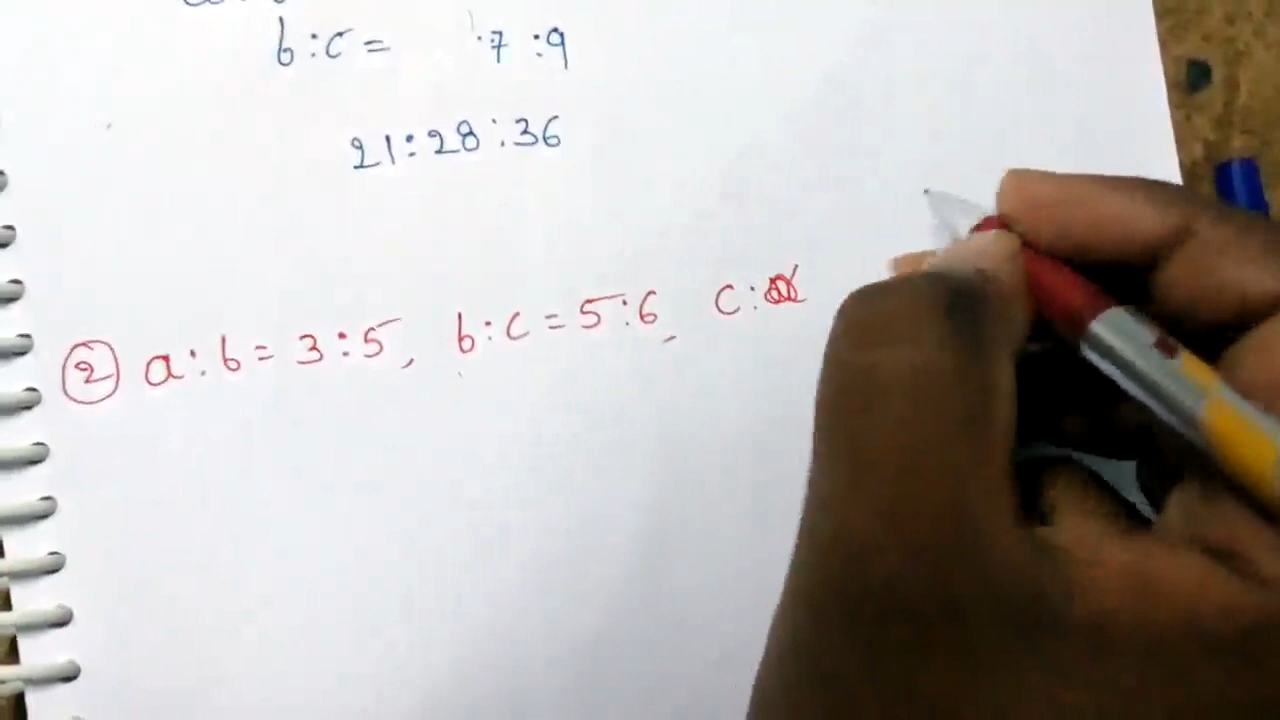 b:c = 7:9
21:28:36
② a:b = 3:5, b:c = 5:6, c: